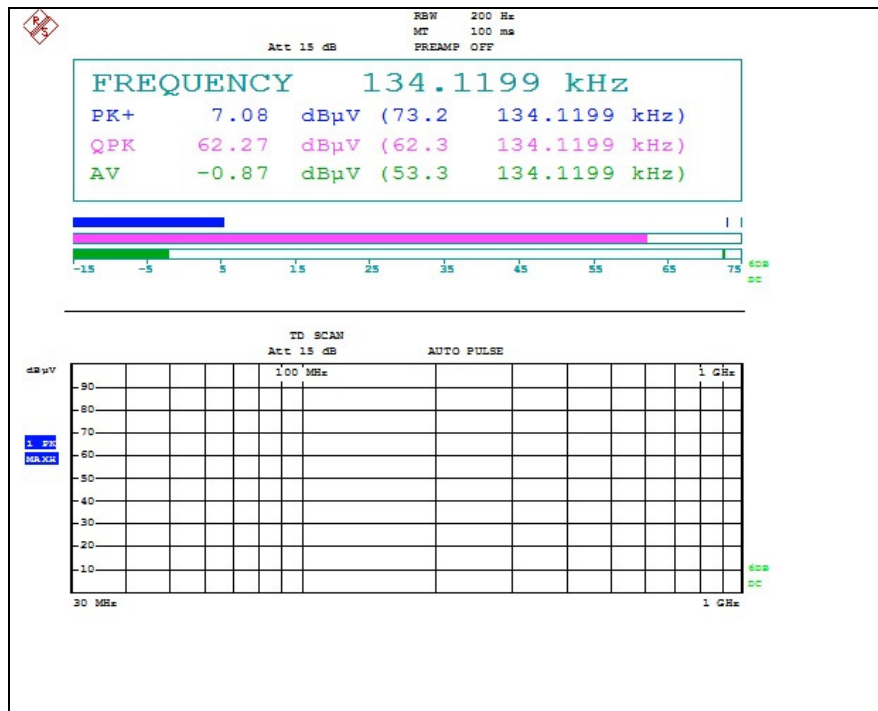 RBW 200 Hz
MT 100 ms
Att 15 dB PREAMP OFF
FREQUENCY 134.1199 kHz
PK+ 7.08 dBµV (73.2 134.1199 kHz)
QPK 62.27 dBµV (62.3 134.1199 kHz)
AV -0.87 dBµV (53.3 134.1199 kHz)
-15 -5 5 15 25 35 45 55 65 75
6DB
DC
TD SCAN
Att 15 dB AUTO PULSE
dBµV
100 MHz 1 GHz
90
80
70
1 PK
MAXH
60
50
40
30
20
10
6DB
DC
30 MHz 1 GHz